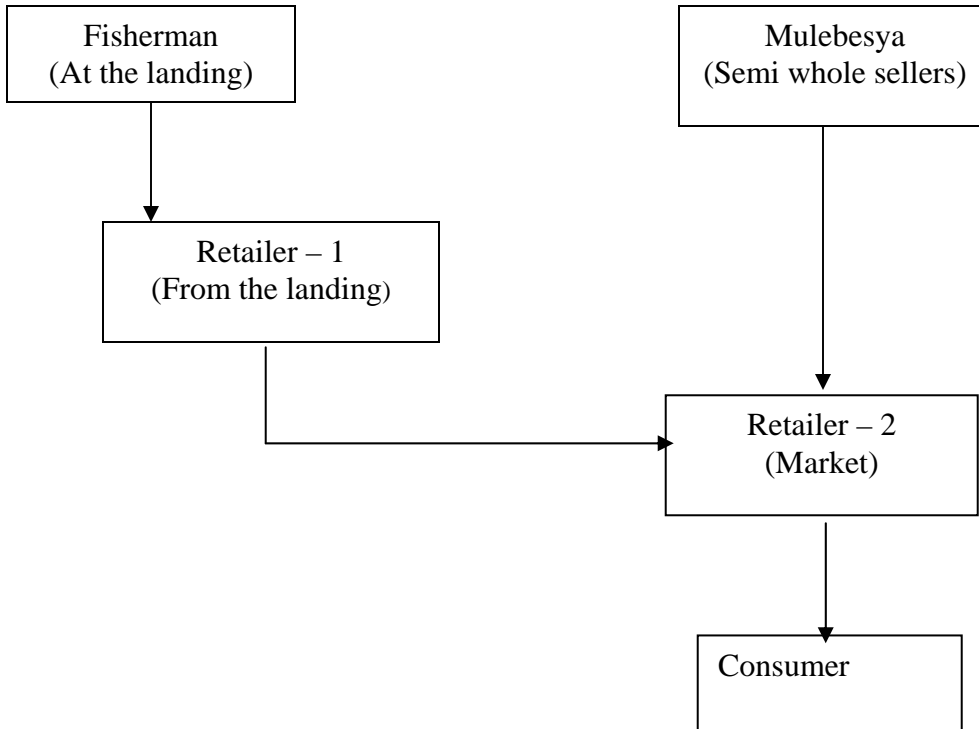 Fisherman
(At the landing)
Mulebesya
(Semi whole sellers)
Retailer – 1
(From the landing)
Retailer – 2
(Market)
Consumer